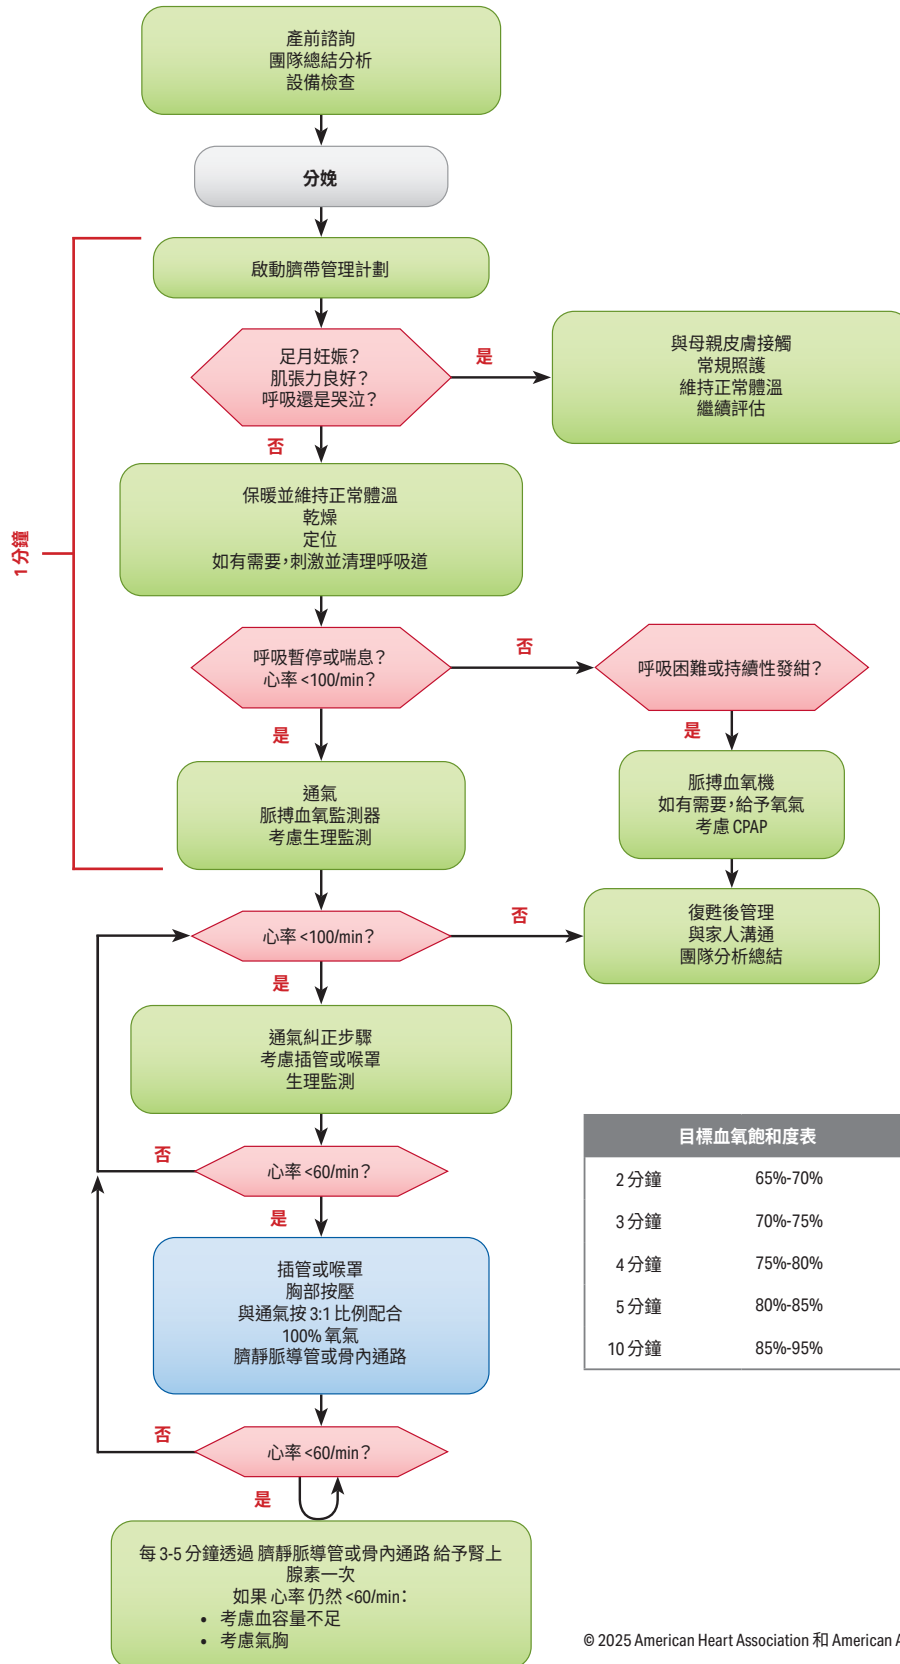 產前諮詢
團隊總結分析
設備檢查
分娩
啟動臍帶管理計劃
足月妊娠？
肌張力良好？
呼吸還是哭泣？
是
與母親皮膚接觸
常規照護
維持正常體溫
繼續評估
否
保暖並維持正常體溫
乾燥
定位
如有需要，刺激並清理呼吸道
1 分鐘
呼吸暫停或喘息？
心率 <100/min？
否
呼吸困難或持續性發紺？
是
是
通氣
脈搏血氧監測器
考慮生理監測
脈搏血氧機
如有需要，給予氧氣
考慮 CPAP
心率 <100/min？
否
復甦後管理
與家人溝通
團隊分析總結
是
通氣糾正步驟
考慮插管或喉罩
生理監測
心率 <60/min？
否
是
插管或喉罩
胸部按壓
與通氣按 3:1 比例配合
100% 氧氣
臍靜脈導管或骨內通路
心率 <60/min？
否
是
每 3-5 分鐘透過 臍靜脈導管或骨內通路 給予腎上
腺素一次
如果 心率 仍然 <60/min：
• 考慮血容量不足
• 考慮氣胸
目標血氧飽和度表
2 分鐘 65%-70%
3 分鐘 70%-75%
4 分鐘 75%-80%
5 分鐘 80%-85%
10 分鐘 85%-95%
© 2025 American Heart Association 和 American